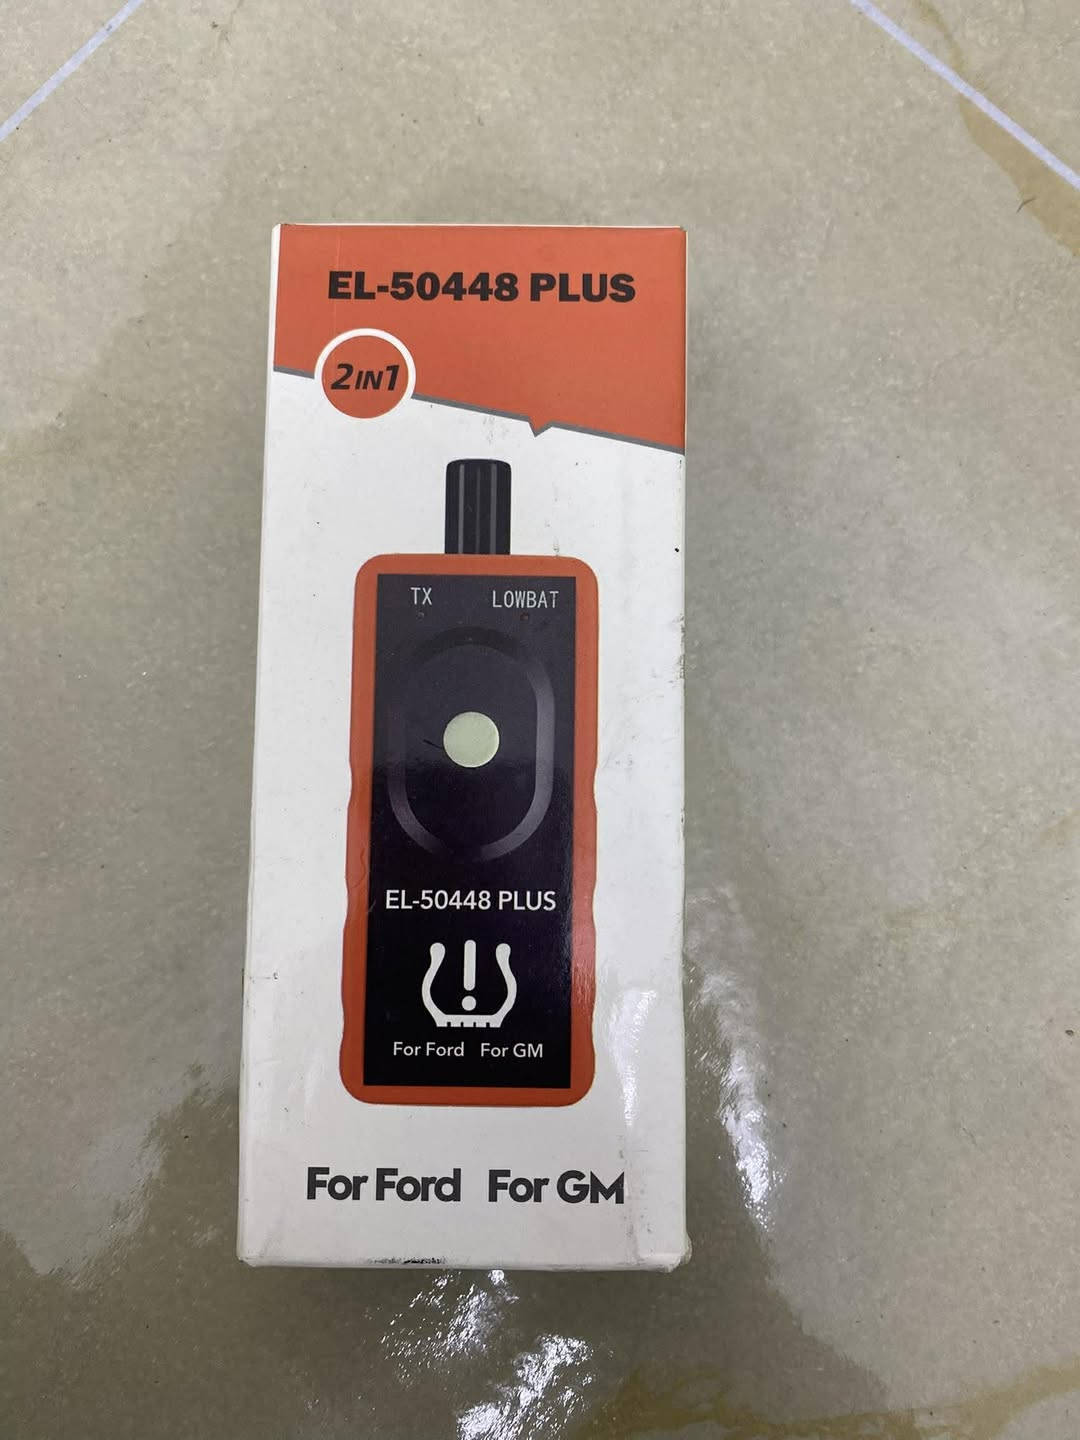 EL-50448 PLUS
2IN1
TX LOWBAT
EL-50448 PLUS
For Ford For GM
For Ford For GM